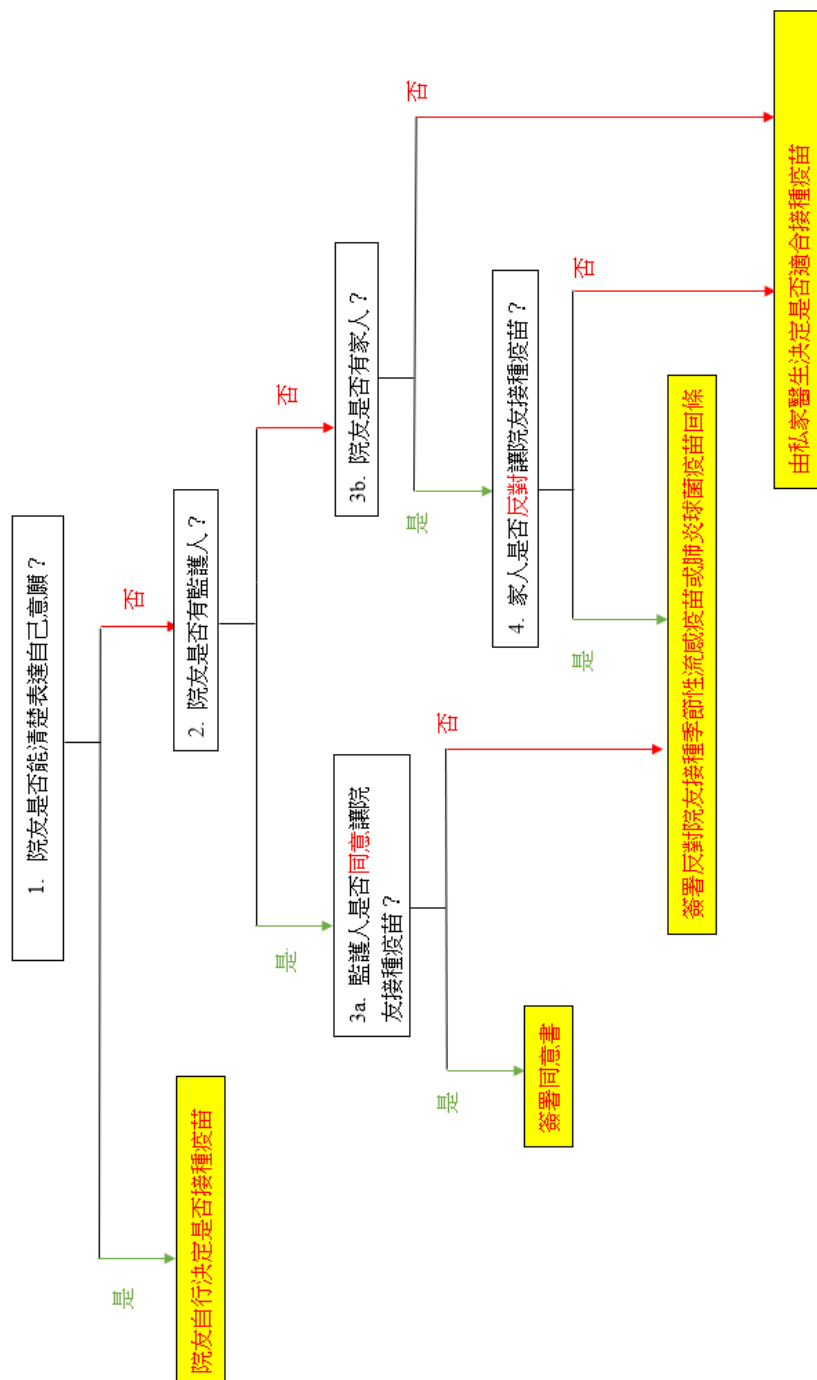 1. 院友是否能清楚表達自己意願？
是
否
院友自行決定是否接種疫苗
2. 院友是否有監護人？
是
否
3a. 監護人是否同意讓院
友接種疫苗？
3b. 院友是否有家人？
是
否
是
否
簽署同意書
4. 家人是否反對讓院友接種疫苗？
是
否
簽署反對院友接種季節性流感疫苗或肺炎球菌疫苗回條
由私家醫生決定是否適合接種疫苗